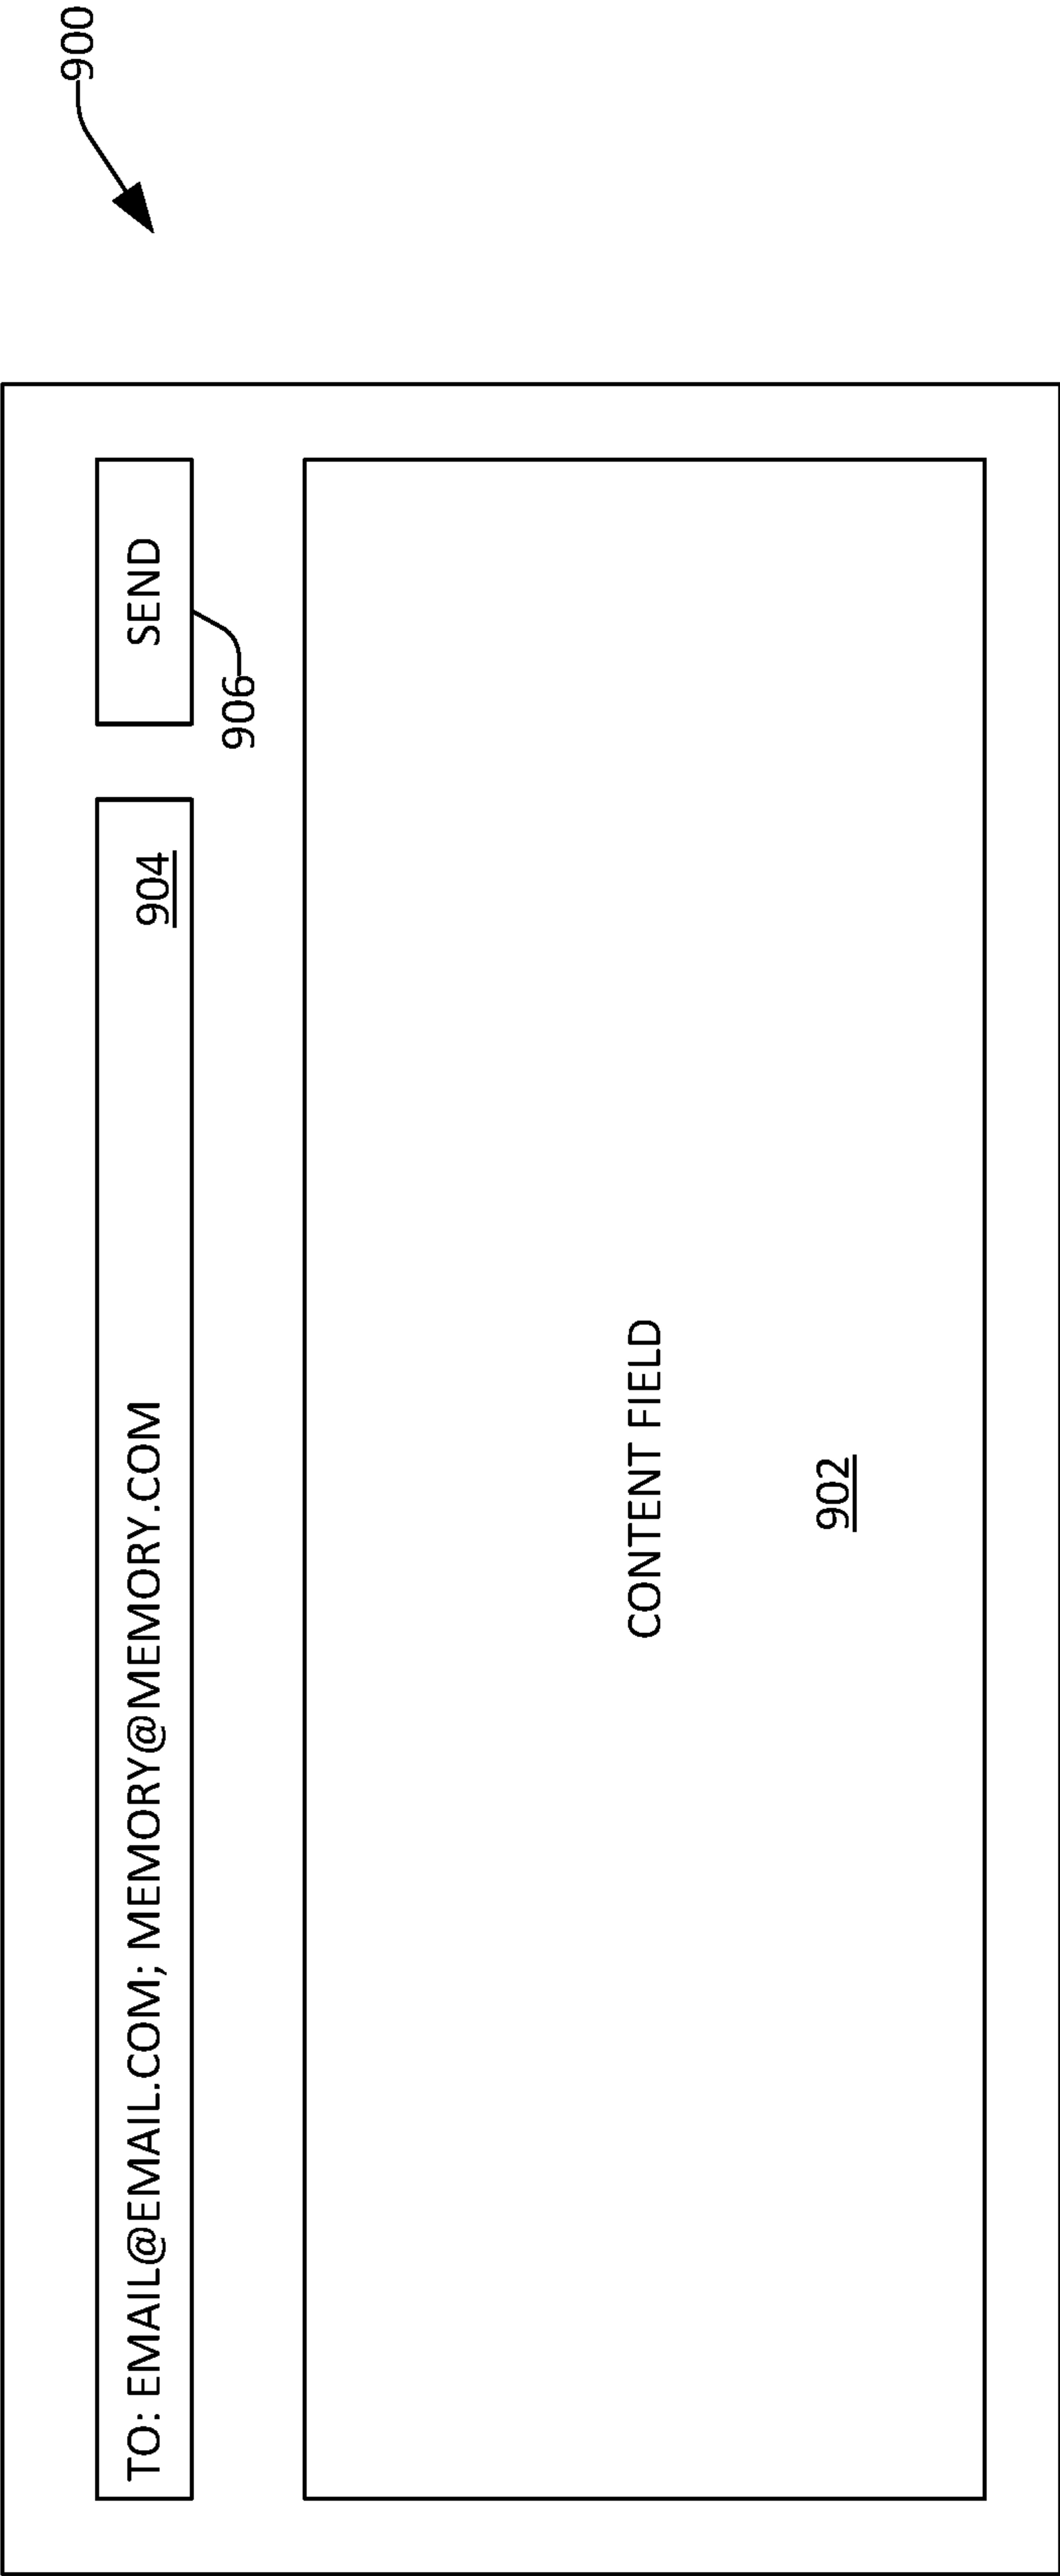 900
TO: EMAIL@EMAIL.COM; MEMORY@MEMORY.COM
904
SEND
906
CONTENT FIELD
902